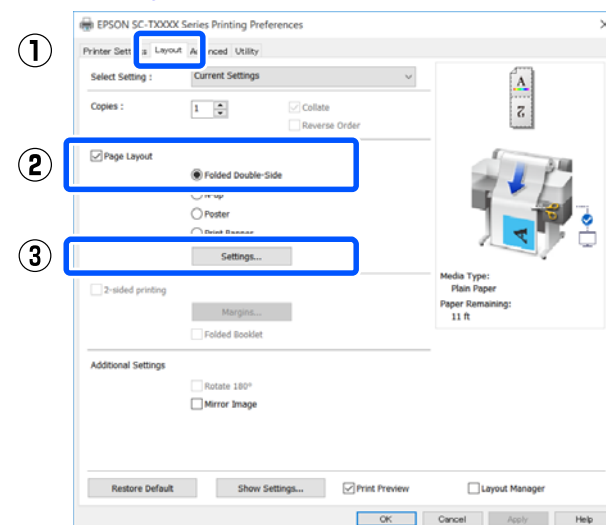 EPSON SC-TXXXX Series Printing Preferences
1
Layout
Utility
Select Setting :
Current Settings
Copies :
1
Collate
Reverse Order
2
Page Layout
Folded Double-Side
Poster
3
Settings...
2-sided printing
Margins...
Folded Booklet
Media Type:
Plain Paper
Paper Remaining:
11 ft
Additional Settings
Rotate 180°
Mirror Image
Restore Default
Show Settings...
Print Preview
Layout Manager
OK
Cancel
Apply
Help